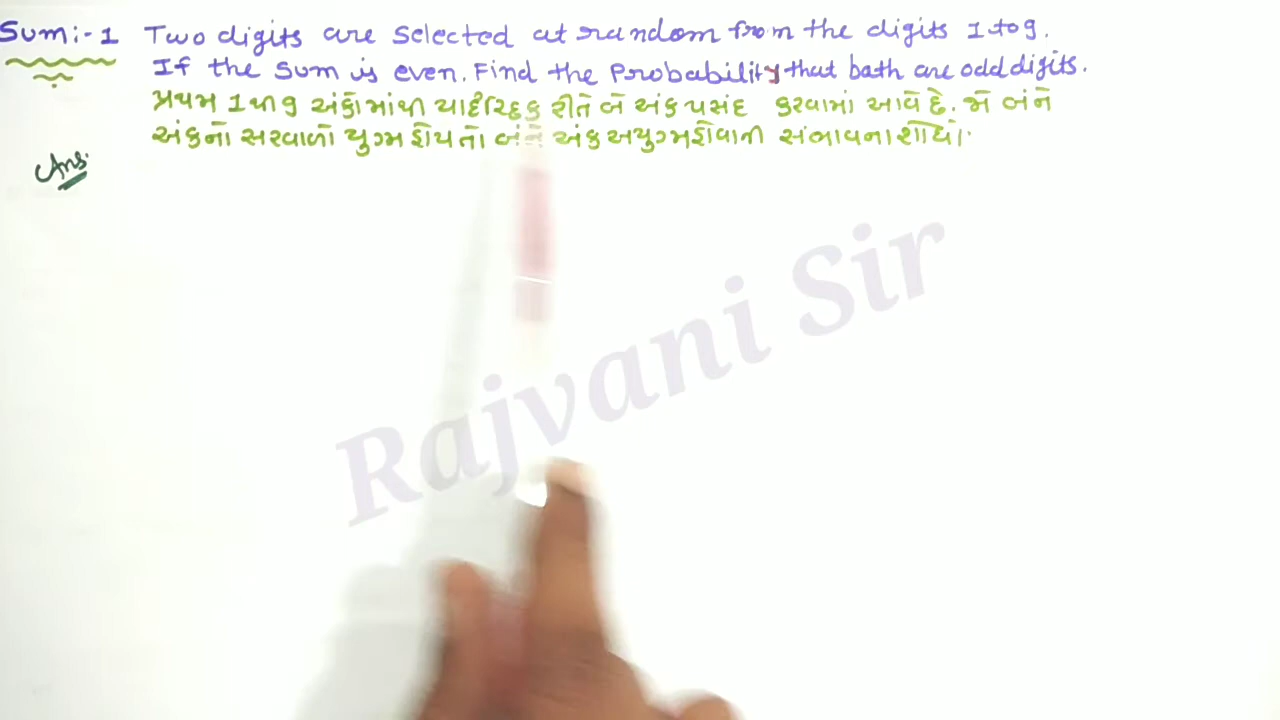 Sum:-1 Two digits are selected at random from the digits 1 to 9.
If the sum is even. Find the Probability that bath are odd digits.
પ્રથમ 1 થી 9 અંકોમાંથી યાદચ્છિક રીતે બે અંક પસંદ કરવામાં આવે છે. જો બંને
અંકનો સરવાળો યુગ્મ હોય તો બંને અંક અયુગ્મ હોવાની સંભાવના શોધો.
Ans:
Rajvani Sir